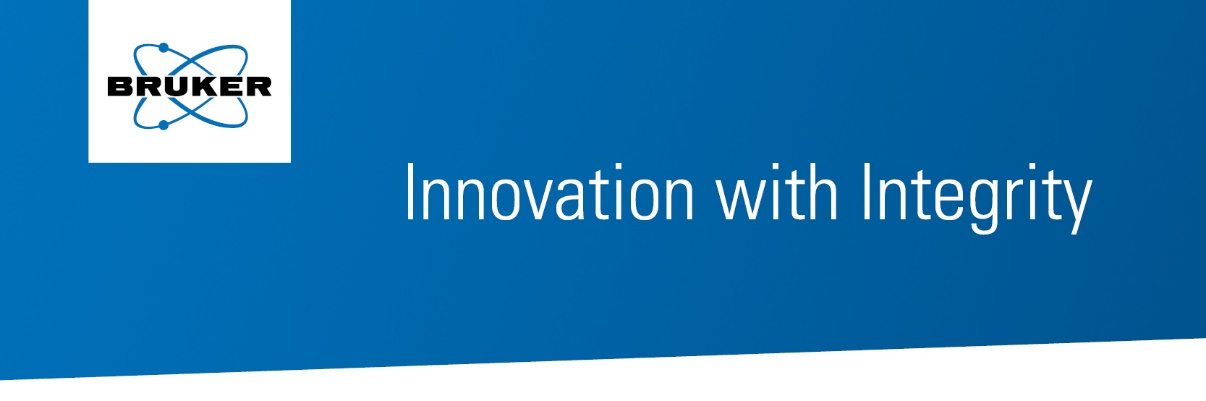 BRUKER
Innovation with Integrity